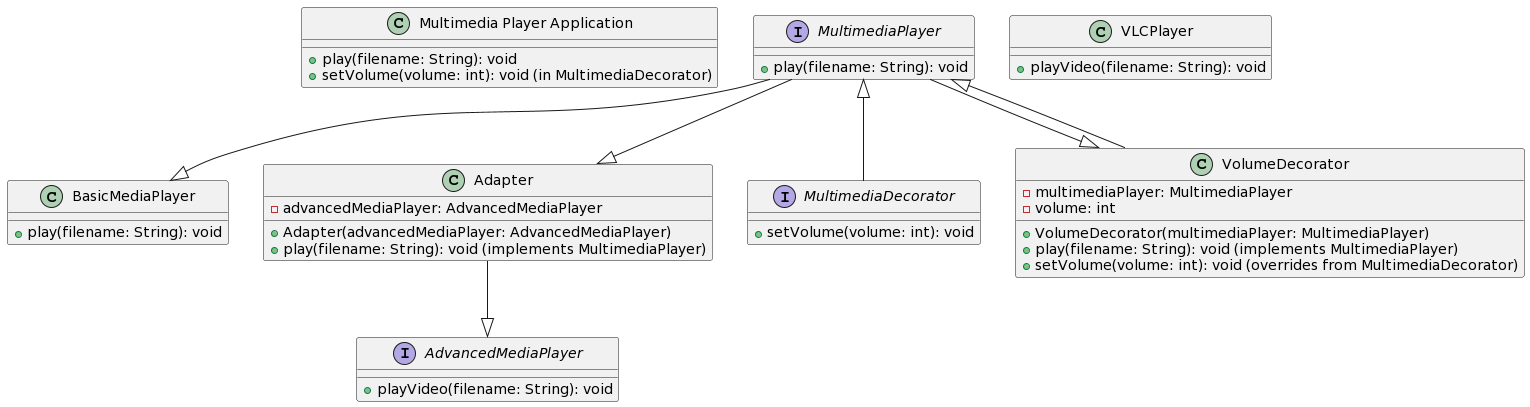 C Multimedia Player Application
play(filename: String): void
setVolume(volume: int): void (in MultimediaDecorator)
I MultimediaPlayer
play(filename: String): void
C VLCPlayer
playVideo(filename: String): void
C BasicMediaPlayer
play(filename: String): void
C Adapter
advancedMediaPlayer: AdvancedMediaPlayer
Adapter(advancedMediaPlayer: AdvancedMediaPlayer)
play(filename: String): void (implements MultimediaPlayer)
I MultimediaDecorator
setVolume(volume: int): void
C VolumeDecorator
multimediaPlayer: MultimediaPlayer
volume: int
VolumeDecorator(multimediaPlayer: MultimediaPlayer)
play(filename: String): void (implements MultimediaPlayer)
setVolume(volume: int): void (overrides from MultimediaDecorator)
I AdvancedMediaPlayer
playVideo(filename: String): void